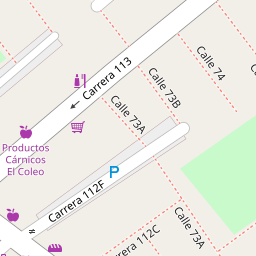 Carrera 113
Calle 74
Calle 73B
Calle 73A
Productos
Cárnicos
El Coleo
P
Carrera 112F
Carrera 112C
Calle 73A